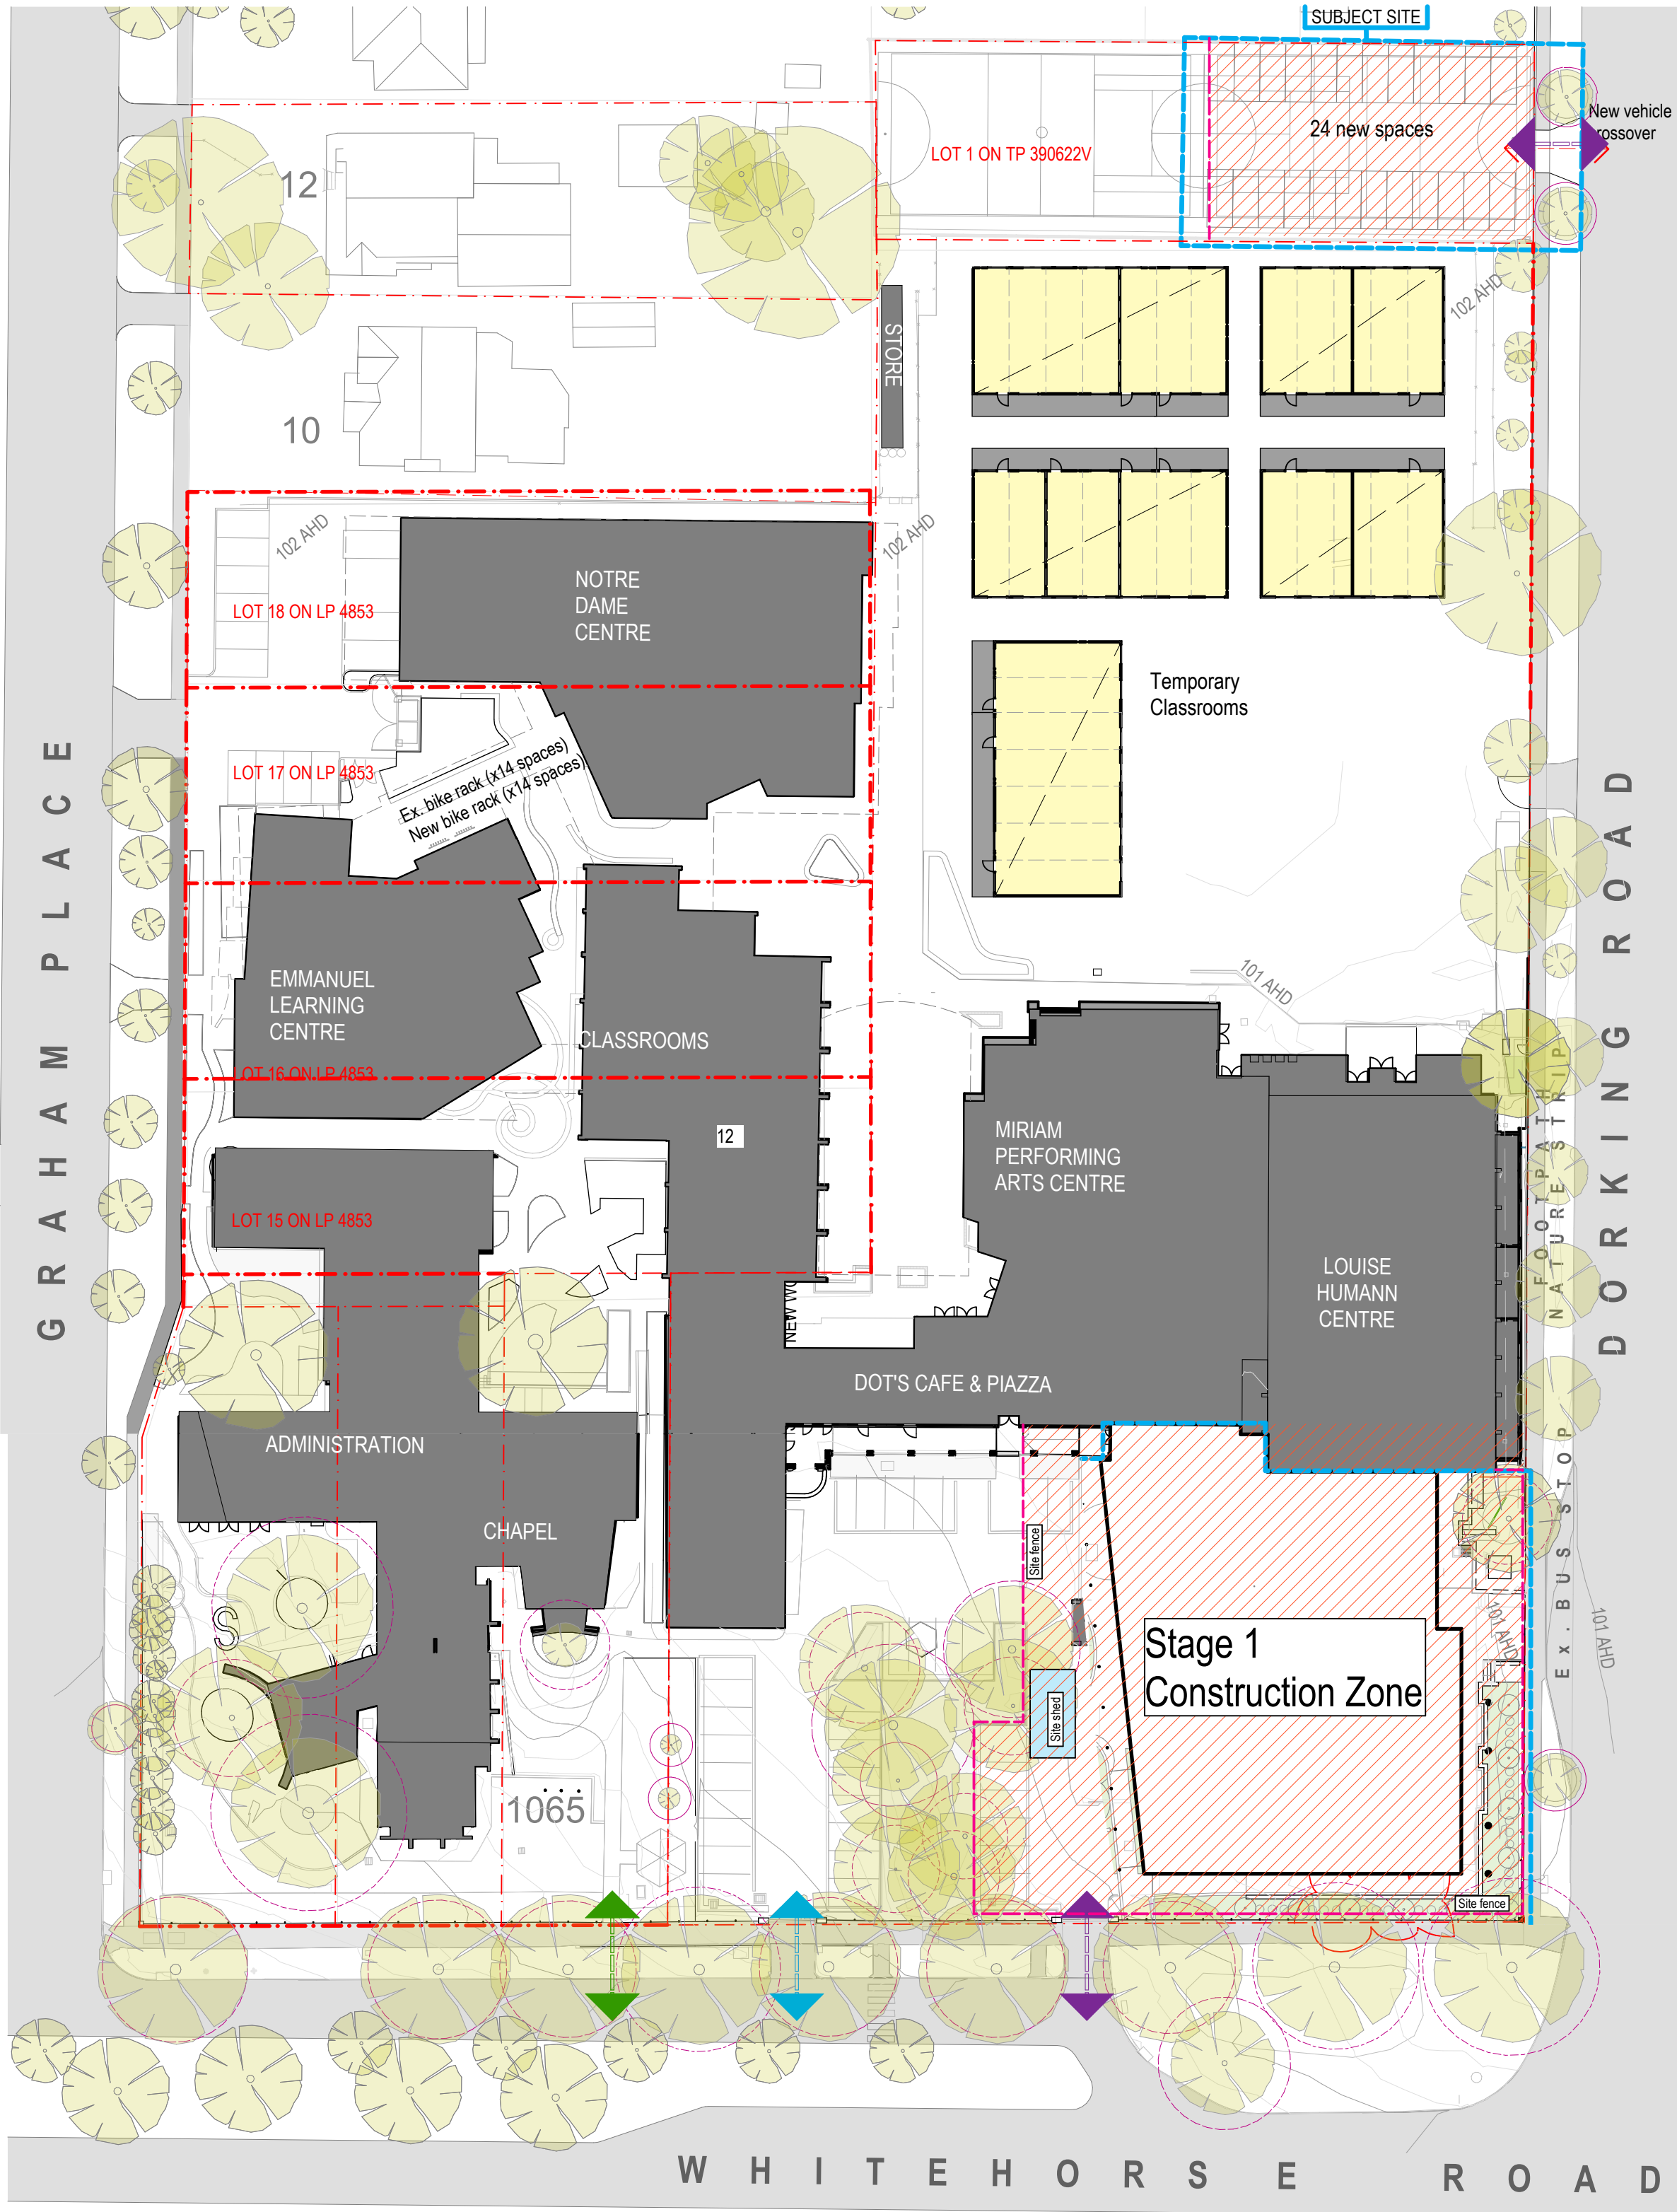 SUBJECT SITE
New vehicle
rossover
24 new spaces
LOT 1 ON TP 390622V
12
102 AHD
STORE
10
102 AHD
102 AHD
NOTRE
DAME
CENTRE
LOT 18 ON LP 4853
Temporary
Classrooms
LOT 17 ON LP 4853
Ex. bike rack (x14 spaces)
New bike rack (x14 spaces)
GRAHAM PLACE
DORKING ROAD
EMMANUEL
LEARNING
CENTRE
101 AHD
CLASSROOMS
LOT 16 ON LP 4853
12
MIRIAM
PERFORMING
ARTS CENTRE
FOOTPATH
NATURE STRIP
LOT 15 ON LP 4853
LOUISE
HUMANN
CENTRE
NEW W
DOT'S CAFE & PIAZZA
ADMINISTRATION
CHAPEL
Site fence
Ex. BUS STOP
101 AHD
101 AHD
S
Stage 1
Construction Zone
Site shed
1065
Site fence
WHITEHORSE ROAD